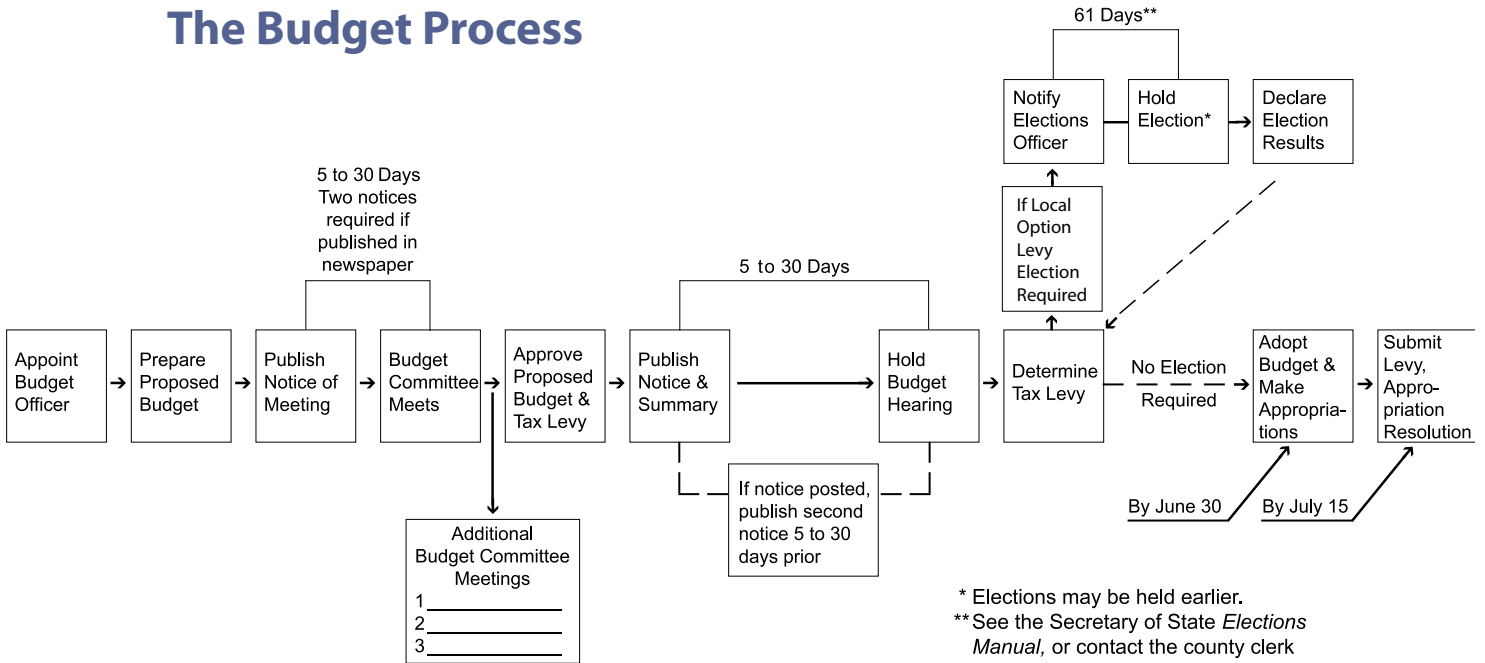 The Budget Process
61 Days**
Notify
Elections
Officer
Hold
Election*
Declare
Election
Results
5 to 30 Days
Two notices
required if
published in
newspaper
If Local
Option
Levy
Election
Required
5 to 30 Days
Appoint
Budget
Officer
Prepare
Proposed
Budget
Publish
Notice of
Meeting
Budget
Committee
Meets
Approve
Proposed
Budget &
Tax Levy
Publish
Notice &
Summary
Hold
Budget
Hearing
Determine
Tax Levy
No Election
Required
Adopt
Budget &
Make
Appropria-
tions
Submit
Levy,
Appro-
priation
Resolution
If notice posted,
publish second
notice 5 to 30
days prior
By June 30
By July 15
Additional
Budget Committee
Meetings
1
2
3
* Elections may be held earlier.
** See the Secretary of State Elections
Manual, or contact the county clerk